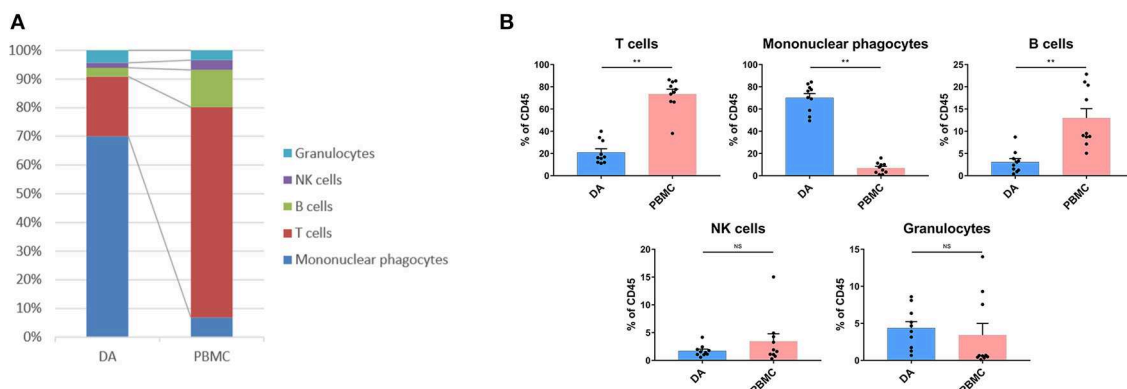 A
100%
90%
80%
70%
60%
50%
40%
30%
20%
10%
0%
DA PBMC
Granulocytes
NK cells
B cells
T cells
Mononuclear phagocytes
B
T cells
**
% of CD45
100
80
60
40
20
0
DA PBMC
Mononuclear phagocytes
**
% of CD45
100
80
60
40
20
0
DA PBMC
B cells
**
% of CD45
25
20
15
10
5
0
DA PBMC
NK cells
NS
% of CD45
20
15
10
5
0
DA PBMC
Granulocytes
NS
% of CD45
15
10
5
0
DA PBMC